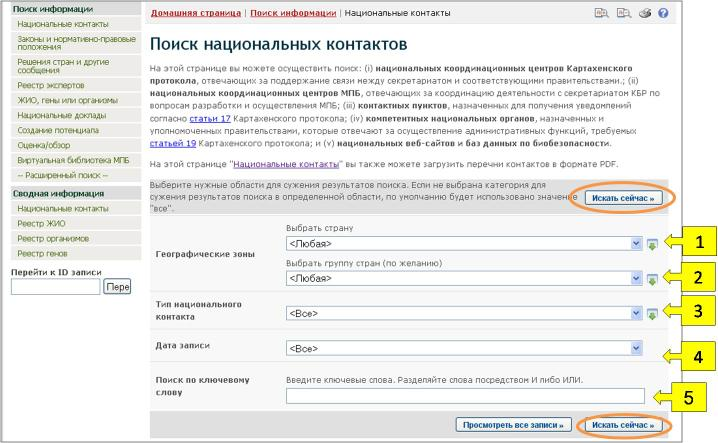 Поиск информации
Национальные контакты
Законы и нормативно-правовые
положения
Решения стран и другие
сообщения
Реестр экспертов
ЖИО, гены или организмы
Национальные доклады
Создание потенциала
Оценка/обзор
Виртуальная библиотека МПБ
-- Расширенный поиск --
Сводная информация
Национальные контакты
Реестр ЖИО
Реестр организмов
Реестр генов
Перейти к ID записи
Пере
Домашняя страница | Поиск информации | Национальные контакты
Поиск национальных контактов
На этой странице вы можете осуществить поиск: (i) национальных координационных центров Картахенского
протокола, отвечающих за поддержание связи между секретариатом и соответствующими правительствами.; (ii)
национальных координационных центров МПБ, отвечающих за координацию деятельности с секретариатом КБР по
вопросам разработки и осуществления МПБ; (iii) контактных пунктов, назначенных для получения уведомлений
согласно статьи 17 Картахенского протокола; (iv) компетентных национальных органов, назначенных и
уполномоченных правительствами, которые отвечают за осуществление административных функций, требуемых
статьей 19 Картахенского протокола; и (v) национальных веб-сайтов и баз данных по биобезопасности.
На этой странице "Национальные контакты" вы также можете загрузить перечни контактов в формате PDF.
Выберите нужные области для сужения результатов поиска. Если не выбрана категория для
сужения результатов поиска в определенной области, по умолчанию будет использовано значение
"все".
Искать сейчас »
Географические зоны
Выбрать страну
<Любая>
1
Выбрать группу стран (по желанию)
<Любая>
2
Тип национального
контакта
<Все>
3
Дата записи
<Все>
4
Поиск по ключевому
слову
Введите ключевые слова. Разделяйте слова посредством И либо ИЛИ.
5
Просмотреть все записи »
Искать сейчас »